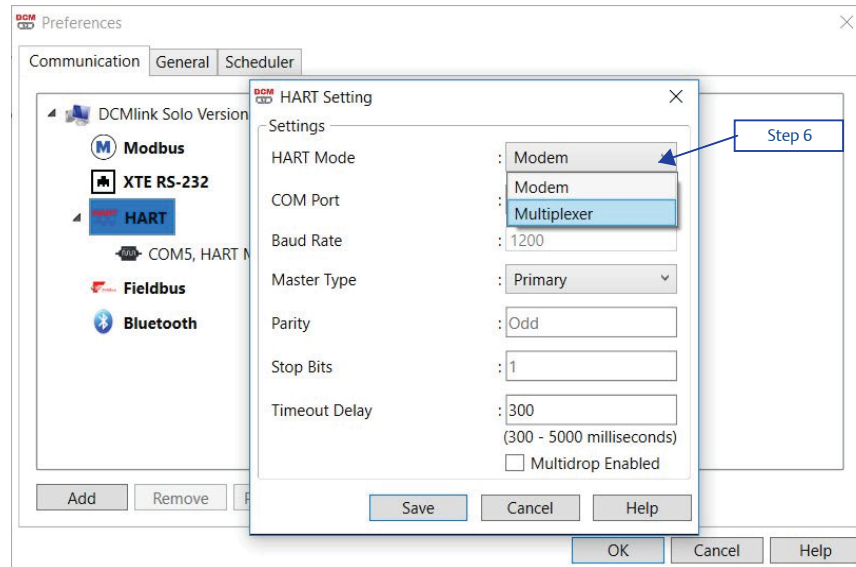 DCM Preferences
Communication General Scheduler
DCMlink Solo Version
M Modbus
XTE RS-232
HART HART
COM5, HART M
Fieldbus
Bluetooth
Add Remove P
DCM HART Setting
Settings
HART Mode : Modem
Modem
Multiplexer
COM Port :
Baud Rate : 1200
Master Type : Primary
Parity : Odd
Stop Bits : 1
Timeout Delay : 300
(300 - 5000 milliseconds)
Multidrop Enabled
Save Cancel Help
Step 6
OK Cancel Help